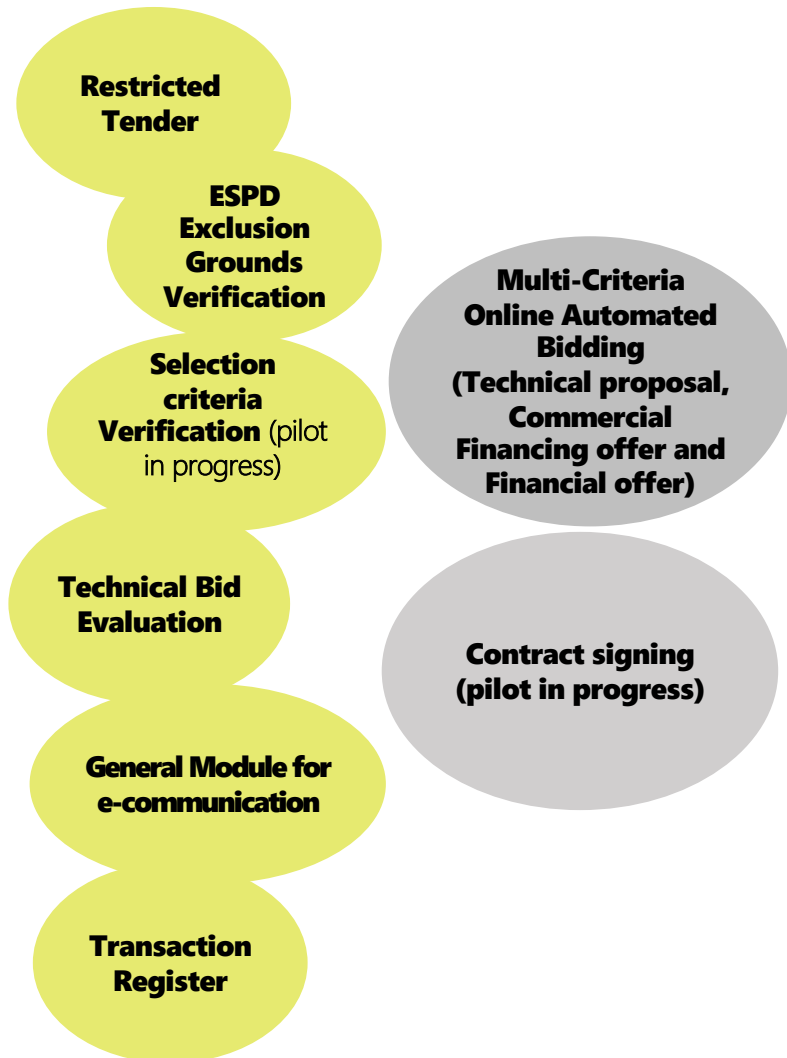 Restricted
Tender
ESPD
Exclusion
Grounds
Verification
Selection
criteria
Verification (pilot
in progress)
Technical Bid
Evaluation
General Module for
e-communication
Transaction
Register
Multi-Criteria
Online Automated
Bidding
(Technical proposal,
Commercial
Financing offer and
Financial offer)
Contract signing
(pilot in progress)